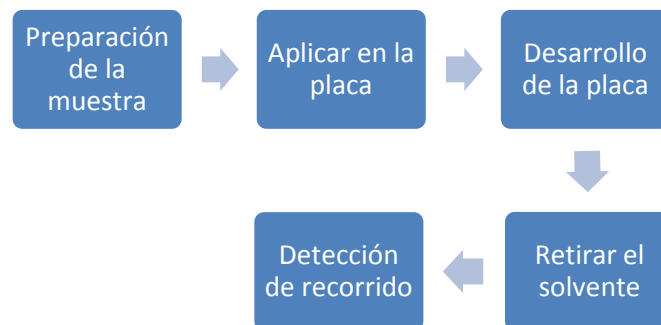 Preparación
de la
muestra
Aplicar en la
placa
Desarrollo
de la placa
Retirar el
solvente
Detección
de recorrido